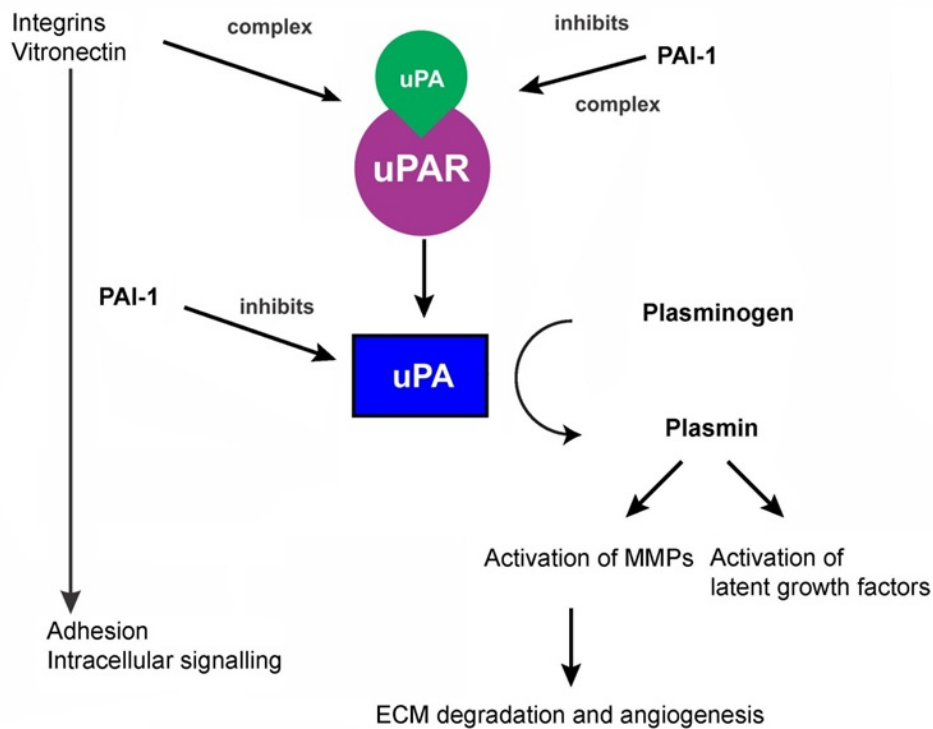 Integrins
Vitronectin
complex
inhibits
PAI-1
complex
uPA
uPAR
PAI-1
inhibits
uPA
Plasminogen
Plasmin
Activation of MMPs
Activation of
latent growth factors
Adhesion
Intracellular signalling
ECM degradation and angiogenesis